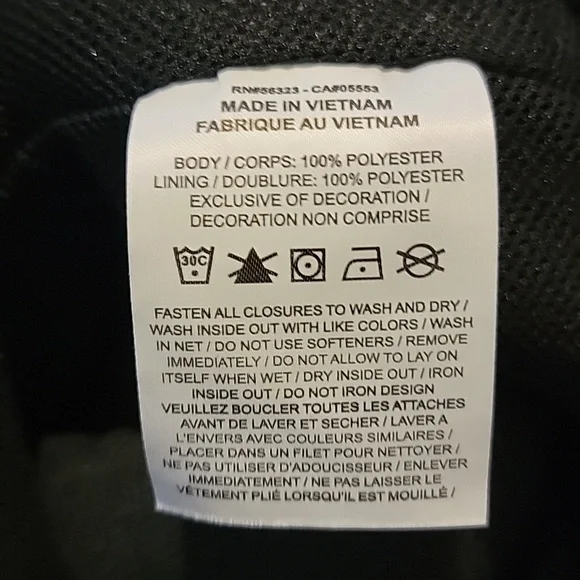 RN#56323 - CA#05553
MADE IN VIETNAM
FABRIQUE AU VIETNAM
BODY / CORPS: 100% POLYESTER
LINING / DOUBLURE: 100% POLYESTER
EXCLUSIVE OF DECORATION /
DECORATION NON COMPRISE
30C
FASTEN ALL CLOSURES TO WASH AND DRY /
WASH INSIDE OUT WITH LIKE COLORS / WASH
IN NET / DO NOT USE SOFTENERS / REMOVE
IMMEDIATELY / DO NOT ALLOW TO LAY ON
ITSELF WHEN WET / DRY INSIDE OUT / IRON
INSIDE OUT / DO NOT IRON DESIGN
VEUILLEZ BOUCLER TOUTES LES ATTACHES
AVANT DE LAVER ET SECHER / LAVER A
L'ENVERS AVEC COULEURS SIMILAIRES /
PLACER DANS UN FILET POUR NETTOYER /
NE PAS UTILISER D'ADOUCISSEUR / ENLEVER
IMMEDIATEMENT / NE PAS LAISSER LE
VÊTEMENT PLIÉ LORSQU'IL EST MOUILLÉ /